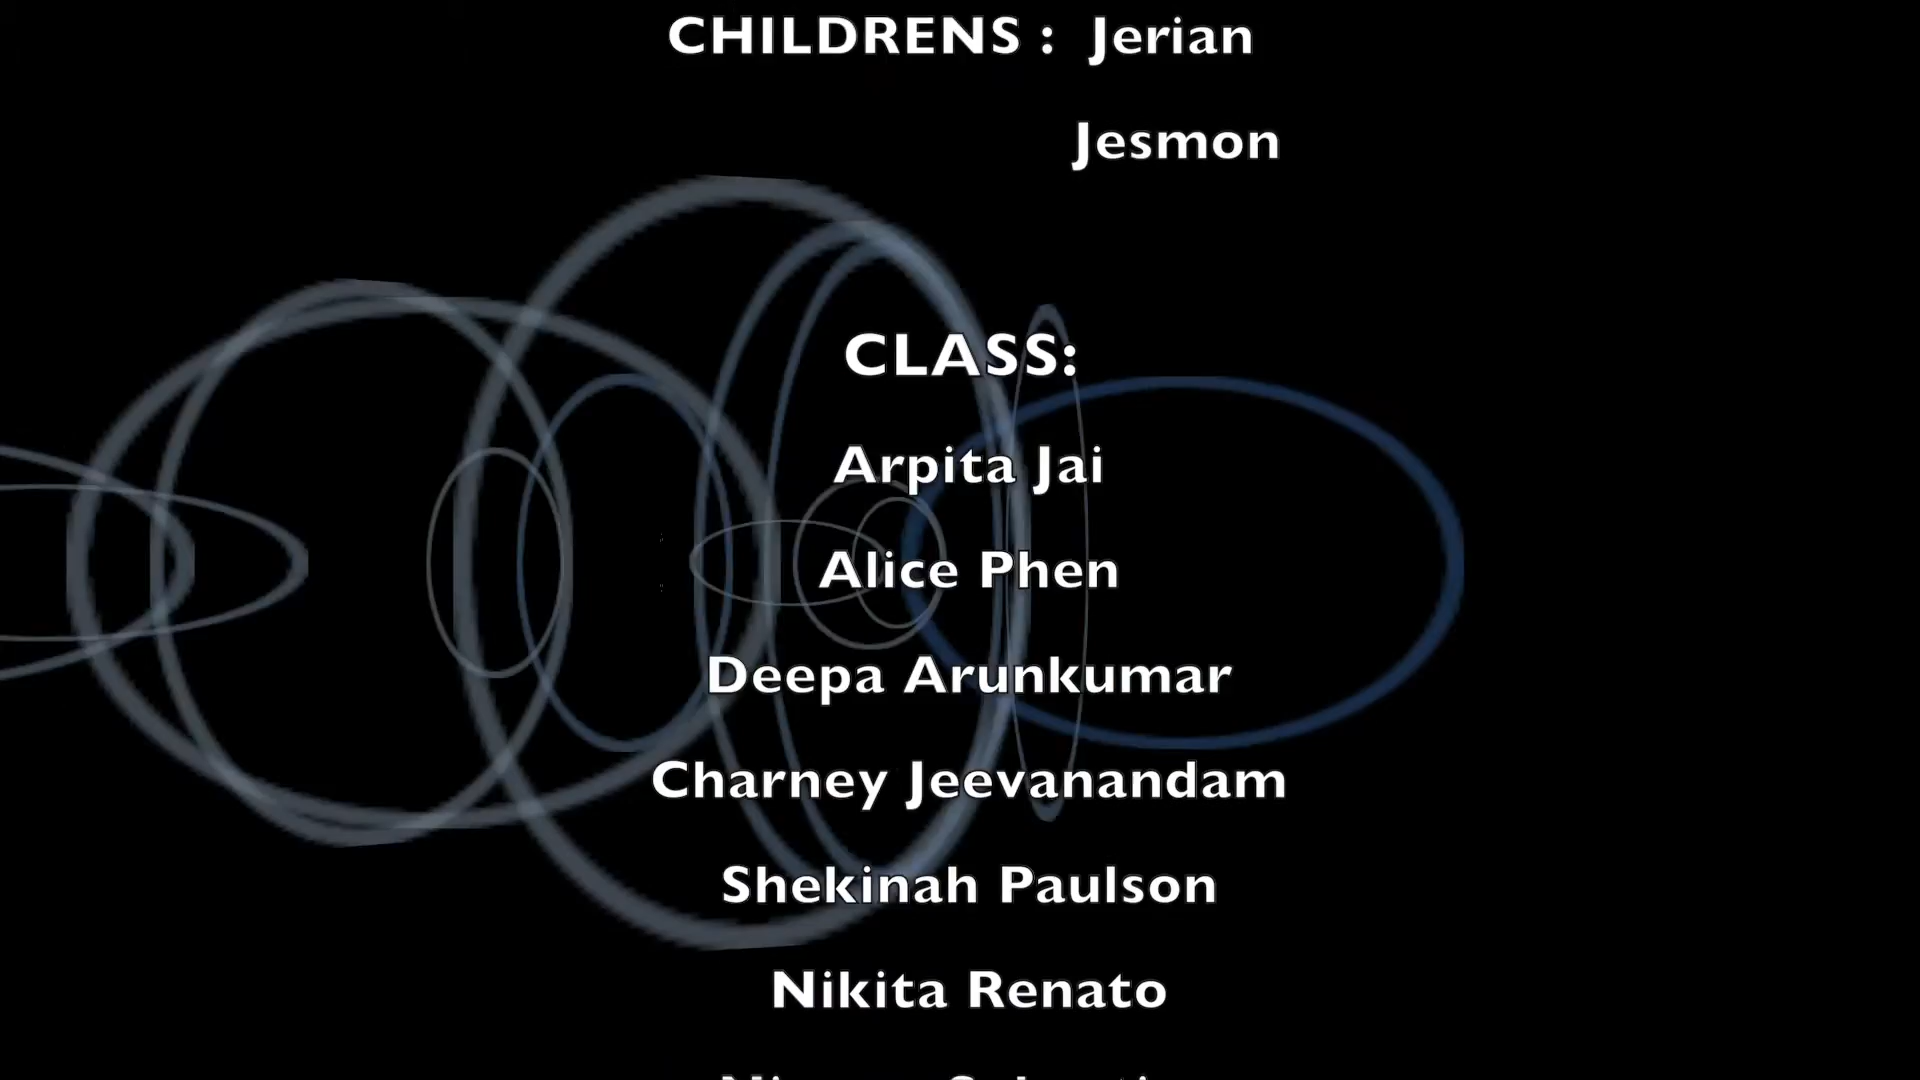 CHILDRENS : Jerian
Jesmon
CLASS:
Arpita Jai
Alice Phen
Deepa Arunkumar
Charney Jeevanandam
Shekinah Paulson
Nikita Renato